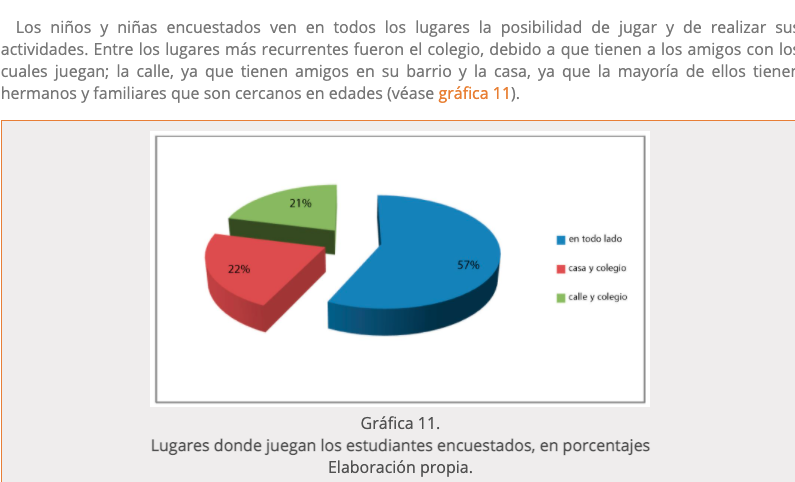 Los niños y niñas encuestados ven en todos los lugares la posibilidad de jugar y de realizar sus
actividades. Entre los lugares más recurrentes fueron el colegio, debido a que tienen a los amigos con los
cuales juegan; la calle, ya que tienen amigos en su barrio y la casa, ya que la mayoría de ellos tienen
hermanos y familiares que son cercanos en edades (véase gráfica 11).
21%
57%
22%
en todo lado
casa y colegio
calle y colegio
Gráfica 11.
Lugares donde juegan los estudiantes encuestados, en porcentajes
Elaboración propia.